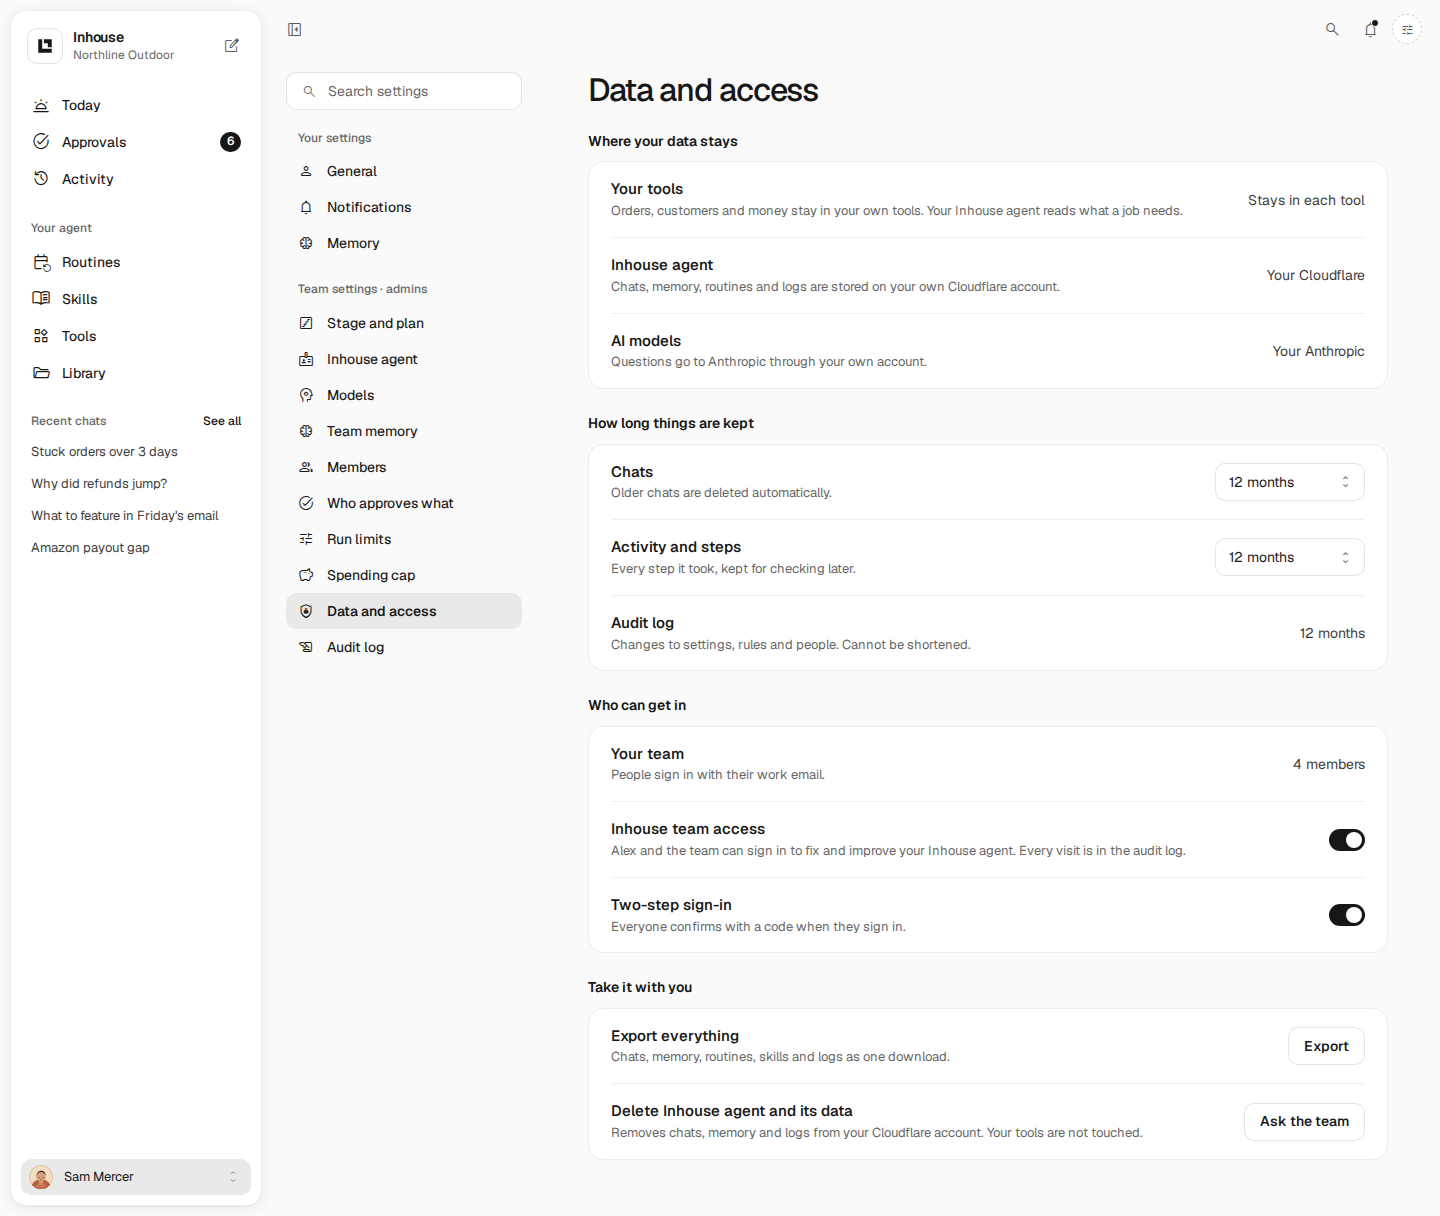 Inhouse
Northline Outdoor
Today
Approvals
6
Activity
Your agent
Routines
Skills
Tools
Library
Recent chats
See all
Stuck orders over 3 days
Why did refunds jump?
What to feature in Friday's email
Amazon payout gap
Sam Mercer
Search settings
Your settings
General
Notifications
Memory
Team settings · admins
Stage and plan
Inhouse agent
Models
Team memory
Members
Who approves what
Run limits
Spending cap
Data and access
Audit log
Data and access
Where your data stays
Your tools
Orders, customers and money stay in your own tools. Your Inhouse agent reads what a job needs.
Stays in each tool
Inhouse agent
Chats, memory, routines and logs are stored on your own Cloudflare account.
Your Cloudflare
AI models
Questions go to Anthropic through your own account.
Your Anthropic
How long things are kept
Chats
Older chats are deleted automatically.
12 months
Activity and steps
Every step it took, kept for checking later.
12 months
Audit log
Changes to settings, rules and people. Cannot be shortened.
12 months
Who can get in
Your team
People sign in with their work email.
4 members
Inhouse team access
Alex and the team can sign in to fix and improve your Inhouse agent. Every visit is in the audit log.
Two-step sign-in
Everyone confirms with a code when they sign in.
Take it with you
Export everything
Chats, memory, routines, skills and logs as one download.
Export
Delete Inhouse agent and its data
Removes chats, memory and logs from your Cloudflare account. Your tools are not touched.
Ask the team